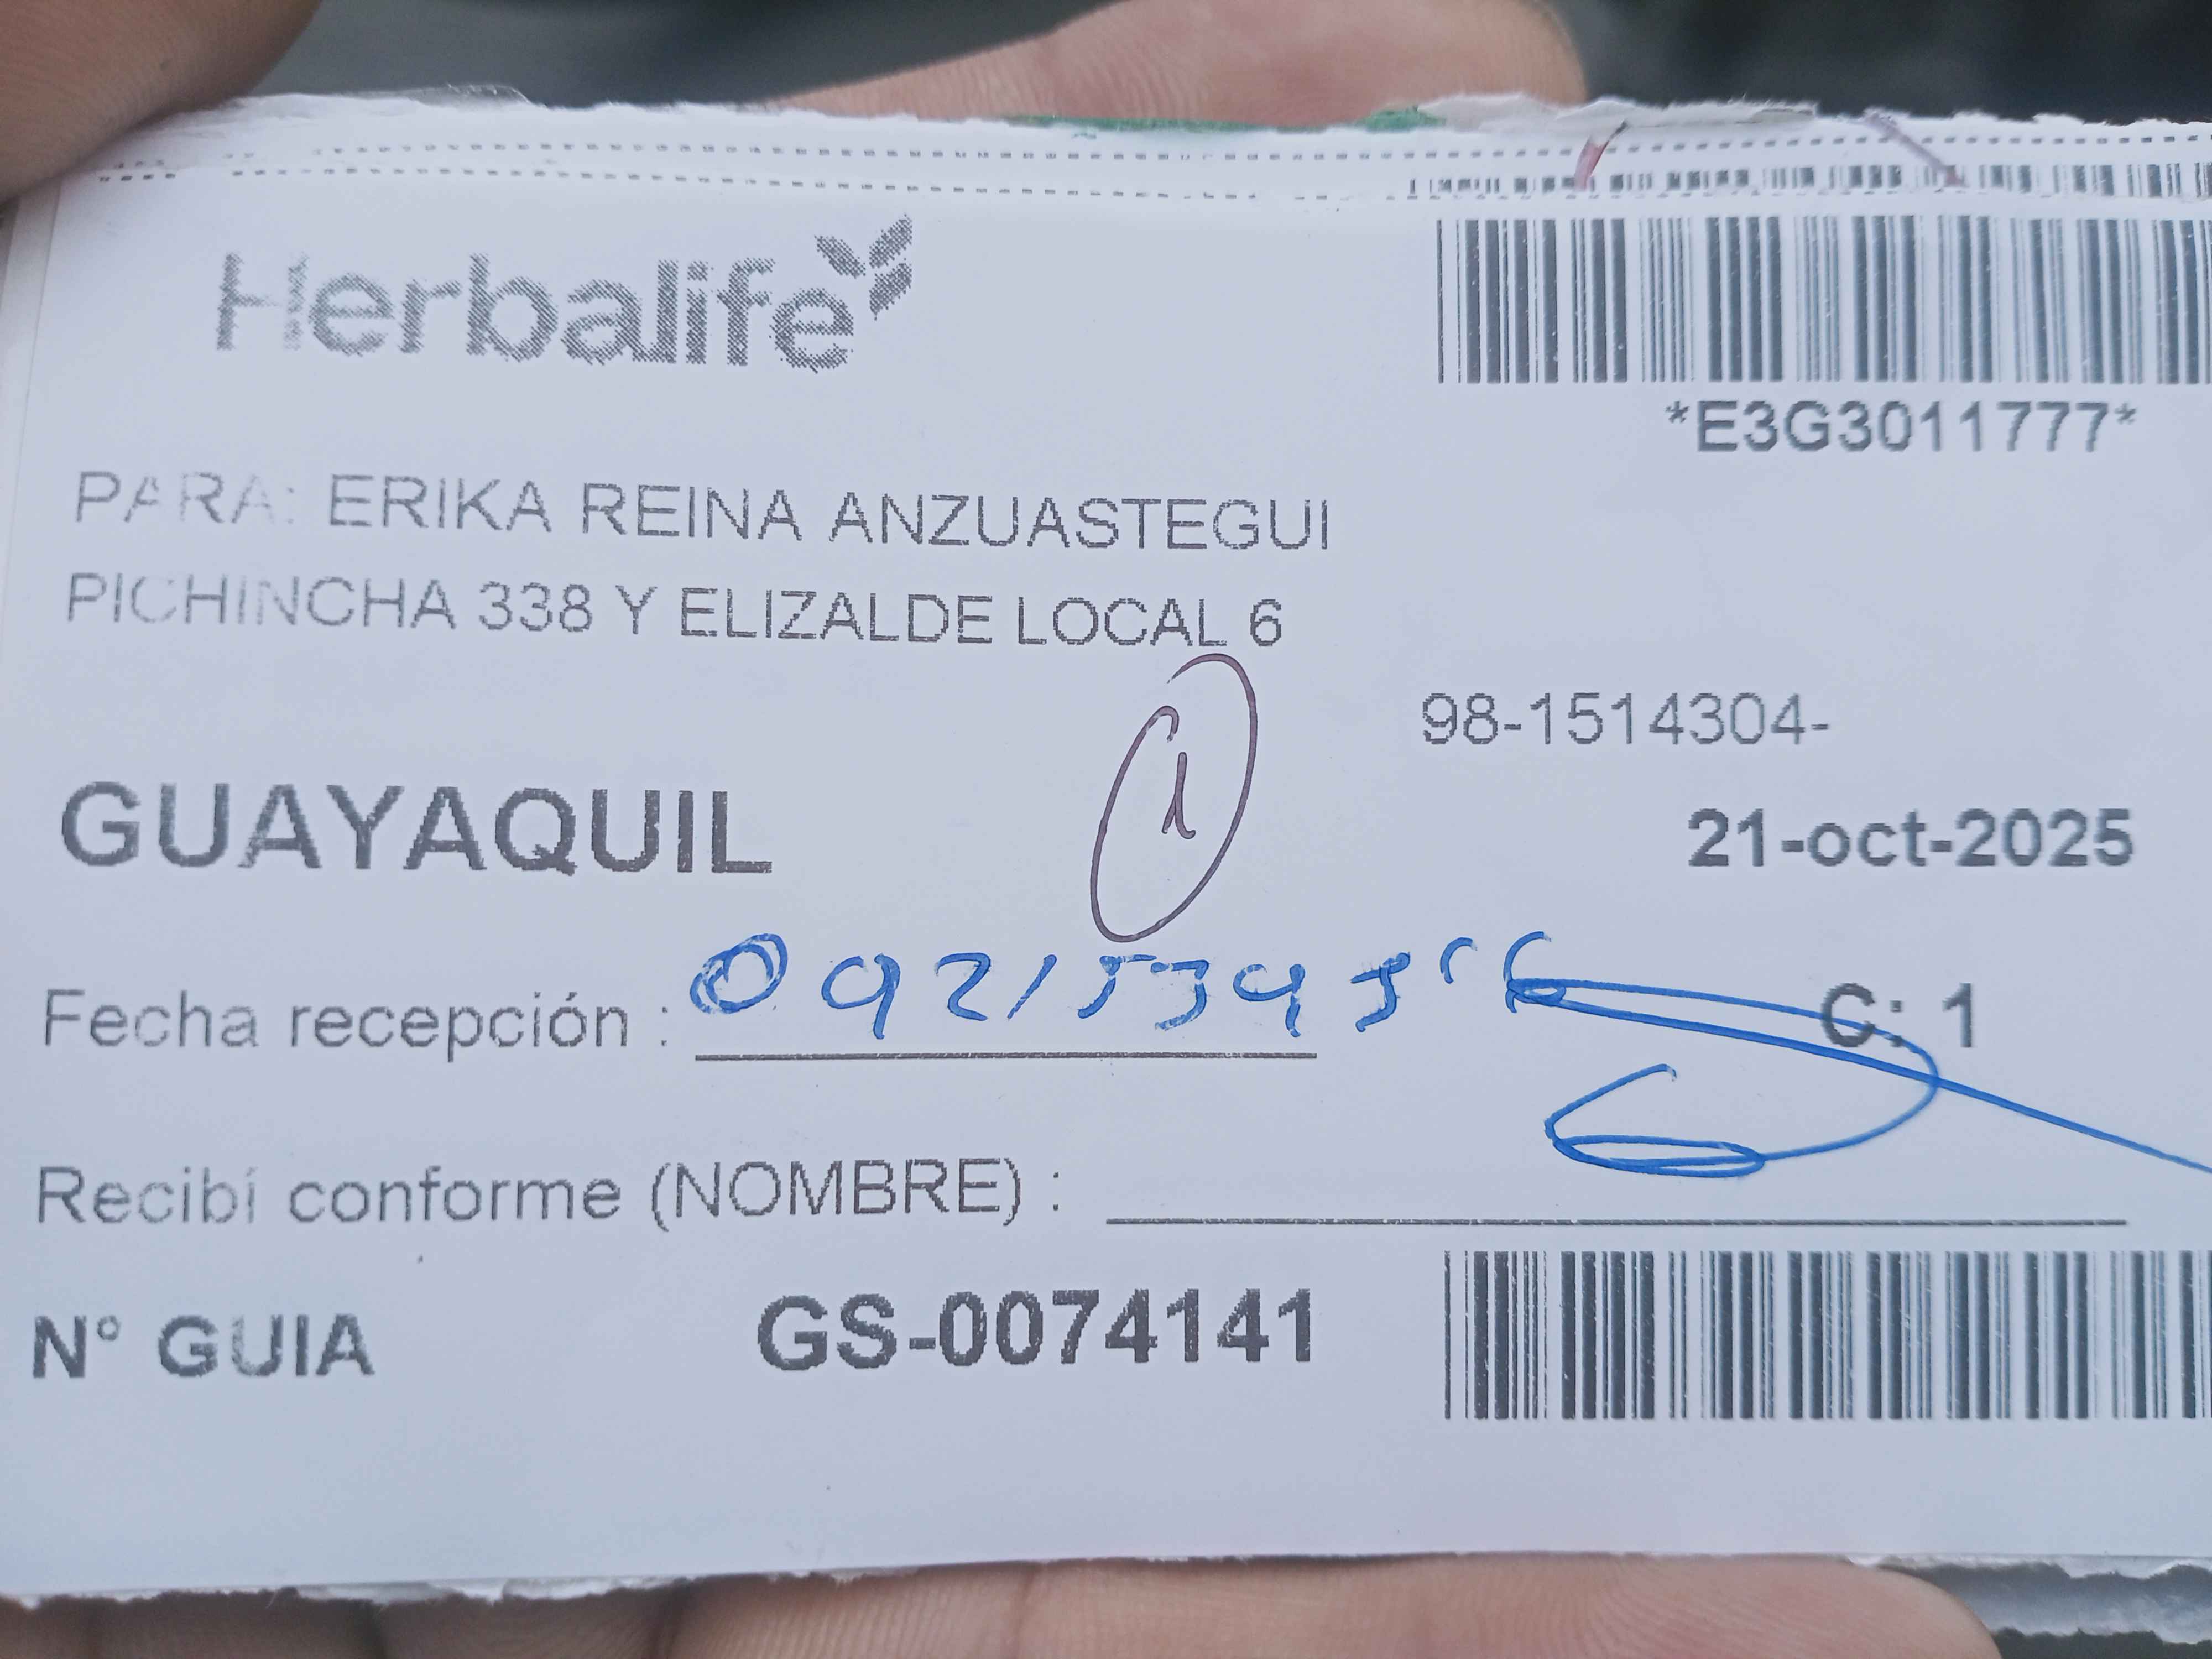 Herbalife
*E3G3011777*
PARA: ERIKA REINA ANZUASTEGUI
PICHINCHA 338 Y ELIZALDE LOCAL 6
98-1514304-
1
GUAYAQUIL
21-oct-2025
Fecha recepción :
C: 1
Recibí conforme (NOMBRE) :
N° GUIA GS-0074141